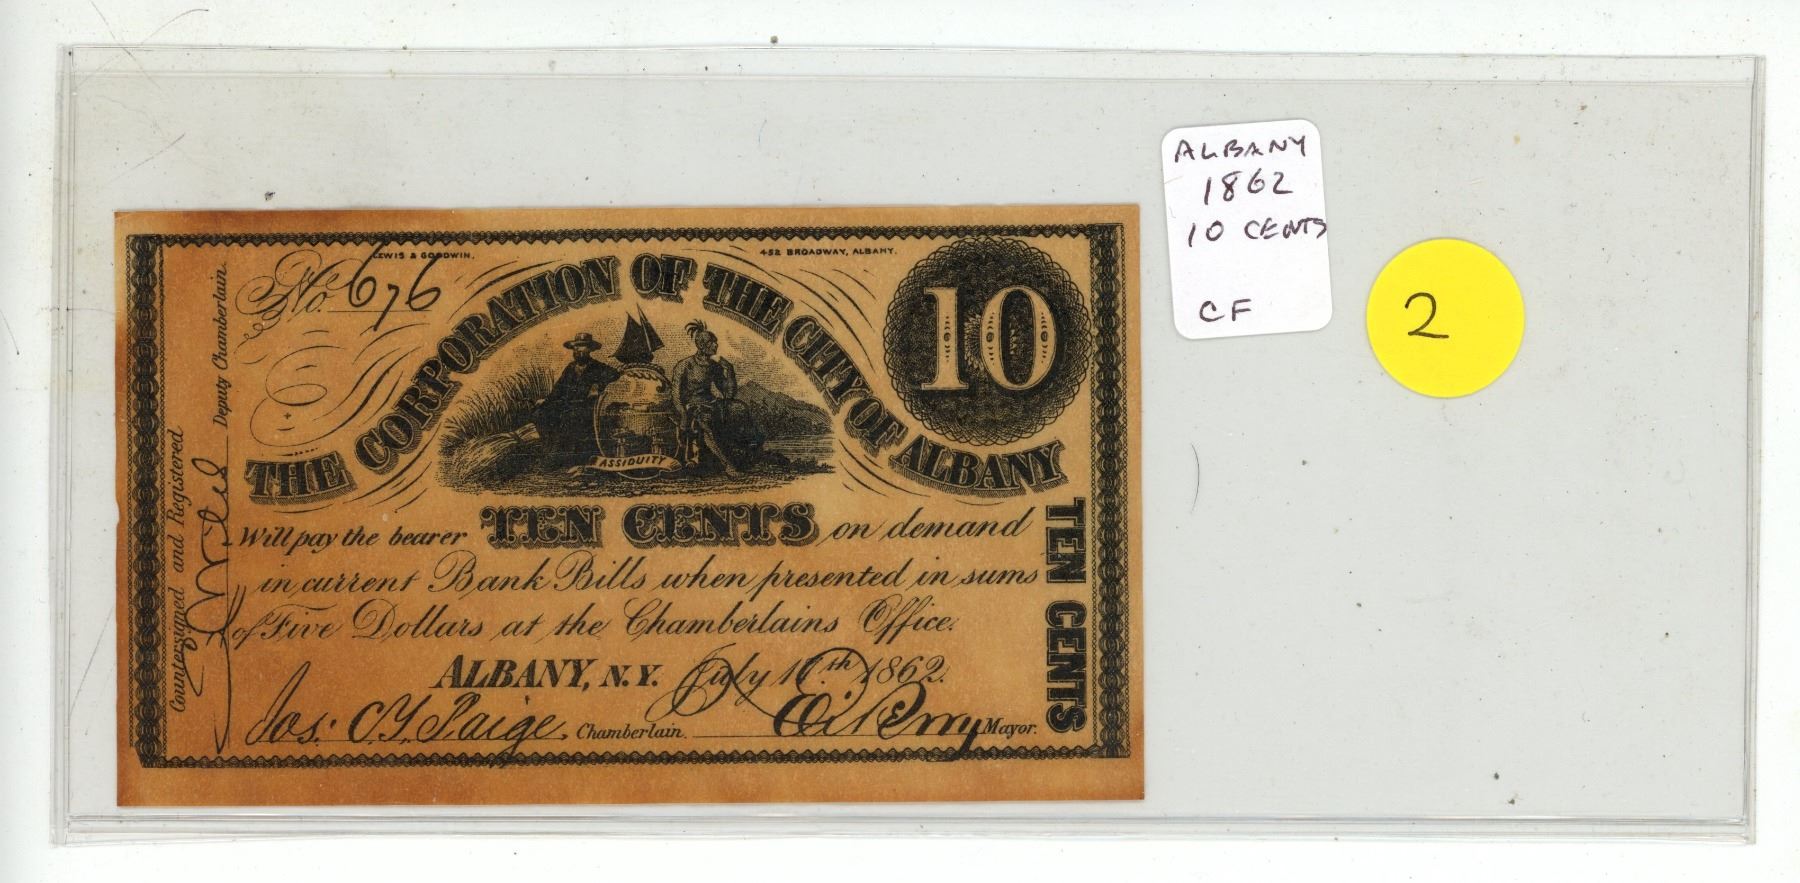 LEWIS & GOODWIN.
452 BROADWAY, ALBANY.
No. 676
THE CORPORATION OF THE CITY OF ALBANY
10
ASSIDUITY
Will pay the bearer TEN CENTS on demand
in current Bank Bills when presented in sums
of Five Dollars at the Chamberlains Office.
ALBANY, N.Y. July 17th 1862.
Jos. C.Y. Paige, Chamberlain.
Perry Mayor.
TEN CENTS
Countersigned and Registered
Deputy Chamberlain.
ALBANY
1862
10 CENTS
CF
2